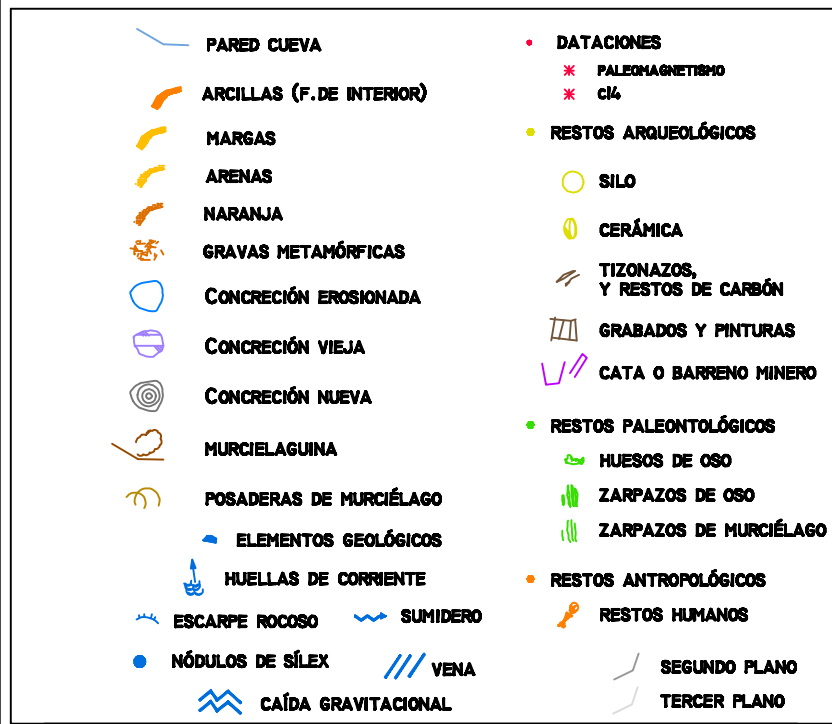 PARED CUEVA
ARCILLAS (F.DE INTERIOR)
MARGAS
ARENAS
NARANJA
GRAVAS METAMÓRFICAS
CONCRECIÓN EROSIONADA
CONCRECIÓN VIEJA
CONCRECIÓN NUEVA
MURCIELAGUINA
POSADERAS DE MURCIÉLAGO
ELEMENTOS GEOLÓGICOS
HUELLAS DE CORRIENTE
ESCARPE ROCOSO
SUMIDERO
NÓDULOS DE SÍLEX
VENA
CAÍDA GRAVITACIONAL
DATACIONES
PALEOMAGNETISMO
C14
RESTOS ARQUEOLÓGICOS
SILO
CERÁMICA
TIZONAZOS,
Y RESTOS DE CARBÓN
GRABADOS Y PINTURAS
CATA O BARRENO MINERO
RESTOS PALEONTOLÓGICOS
HUESOS DE OSO
ZARPAZOS DE OSO
ZARPAZOS DE MURCIÉLAGO
RESTOS ANTROPOLÓGICOS
RESTOS HUMANOS
SEGUNDO PLANO
TERCER PLANO